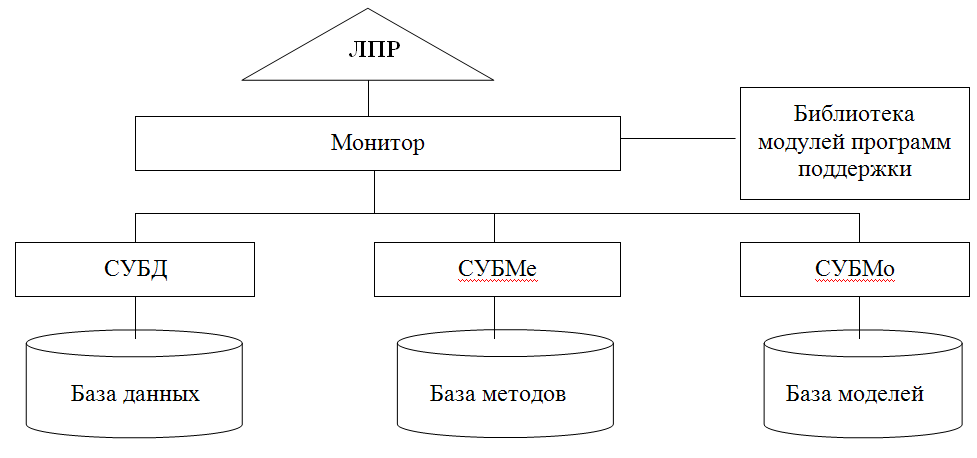 ЛПР
Монитор
Библиотека
модулей программ
поддержки
СУБД
СУБМе
СУБМо
База данных
База методов
База моделей